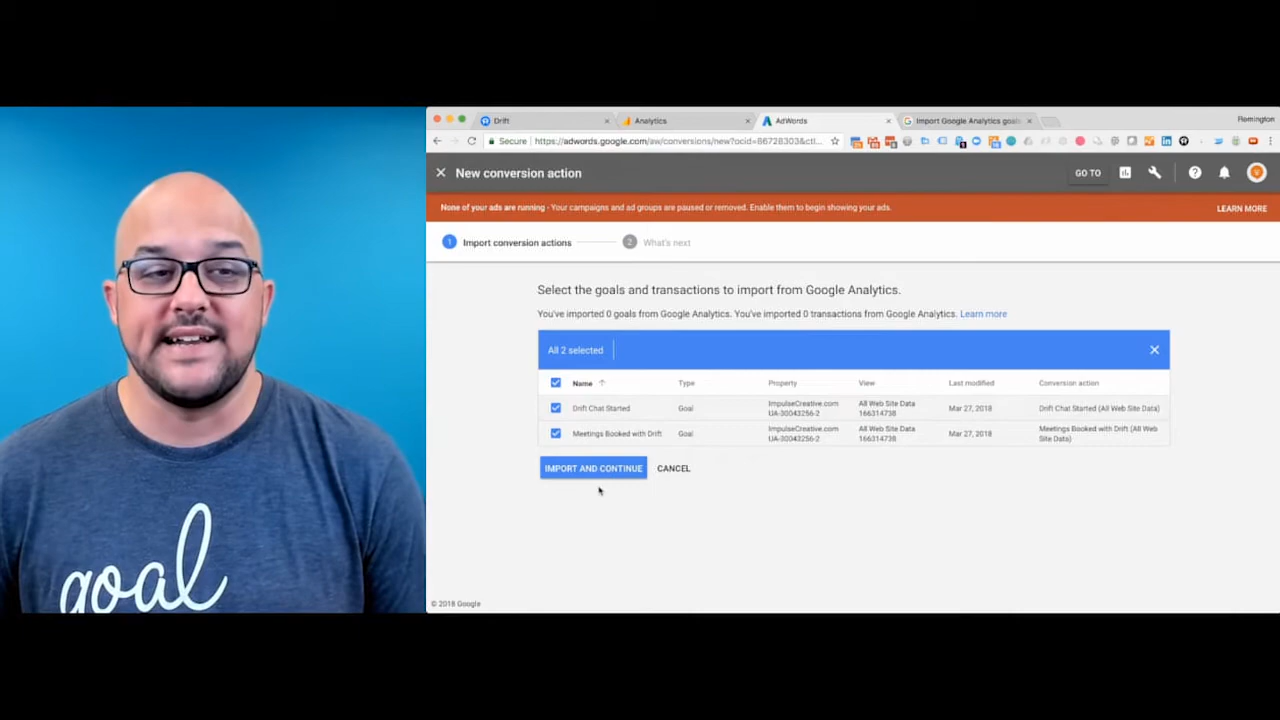 goal
Drift
Analytics
AdWords
Import Google Analytics goals
Remington
Secure
https://adwords.google.com/aw/conversions/new?ocid=66728303&ctl...
New conversion action
GO TO
None of your ads are running - Your campaigns and ad groups are paused or removed. Enable them to begin showing your ads.
LEARN MORE
1 Import conversion actions
2 What's next
Select the goals and transactions to import from Google Analytics.
You've imported 0 goals from Google Analytics. You've imported 0 transactions from Google Analytics. Learn more
All 2 selected
Name Type Property View Last modified Conversion action
Drift Chat Started Goal ImpulseCreative.com UA-30043256-2 All Web Site Data 166314738 Mar 27, 2018 Drift Chat Started (All Web Site Data)
Meetings Booked with Drift Goal ImpulseCreative.com UA-30043256-2 All Web Site Data 166314738 Mar 27, 2018 Meetings Booked with Drift (All Web Site Data)
IMPORT AND CONTINUE CANCEL
© 2018 Google